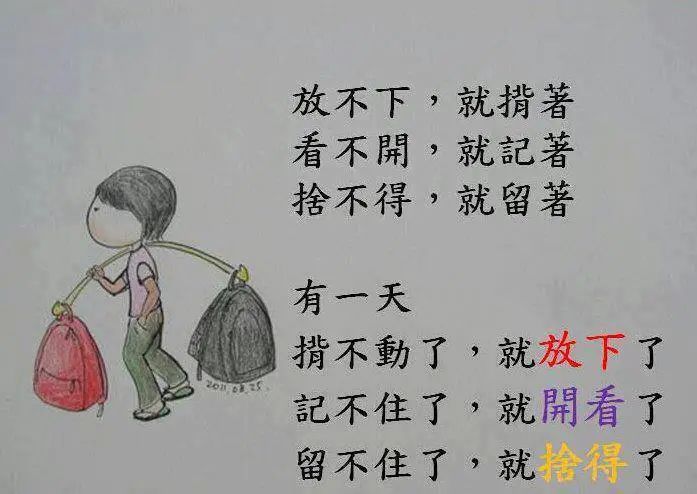 放不下，就揹著
看不開，就記著
捨不得，就留著
有一天
揹不動了，就放下了
記不住了，就開看了
留不住了，就捨得了
2011.08.25.